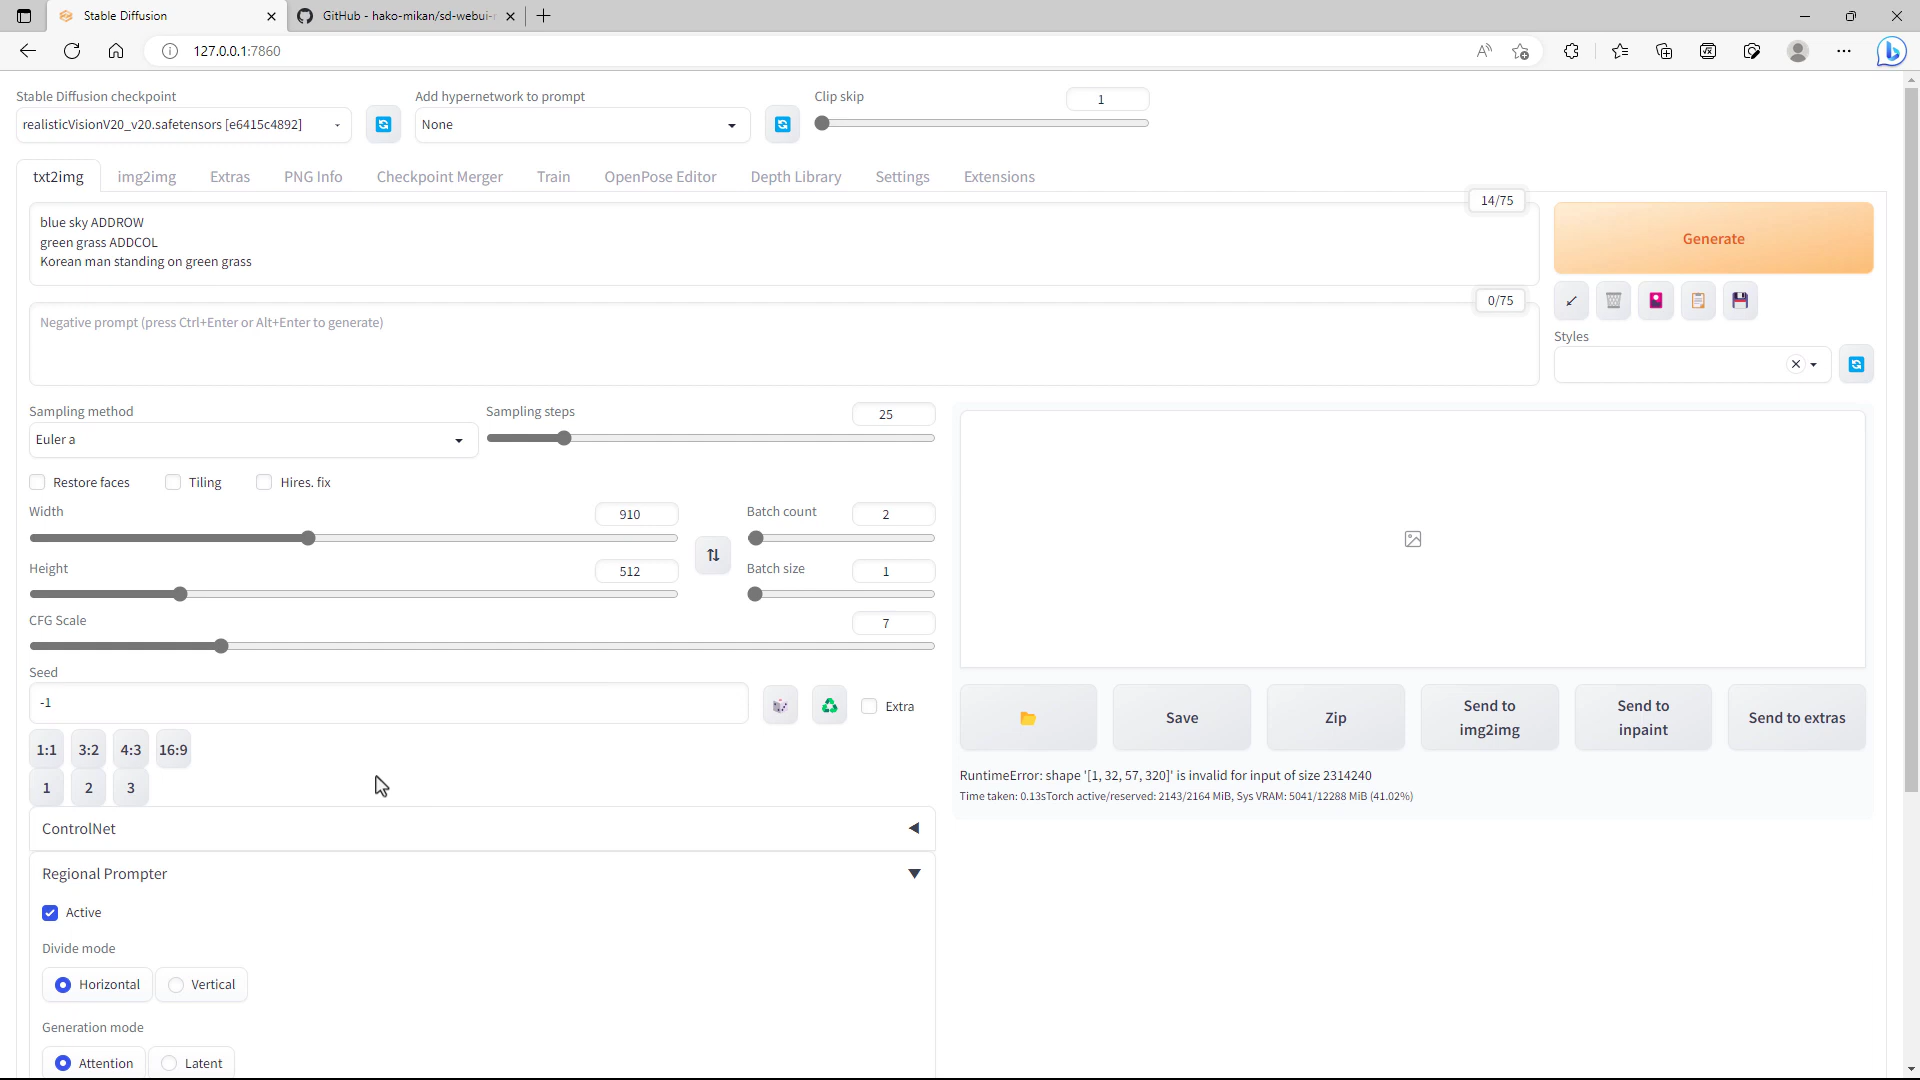 Stable Diffusion
GitHub - hako-mikan/sd-webui-
127.0.0.1:7860
Stable Diffusion checkpoint
realisticVisionV20_v20.safetensors [e6415c4892]
Add hypernetwork to prompt
None
Clip skip
1
txt2img
img2img
Extras
PNG Info
Checkpoint Merger
Train
OpenPose Editor
Depth Library
Settings
Extensions
14/75
blue sky ADDROW
green grass ADDCOL
Korean man standing on green grass
Generate
0/75
Negative prompt (press Ctrl+Enter or Alt+Enter to generate)
Styles
Sampling method
Euler a
Sampling steps
25
Restore faces
Tiling
Hires. fix
Width
910
Batch count
2
Height
512
Batch size
1
CFG Scale
7
Seed
-1
Extra
1:1
3:2
4:3
16:9
1
2
3
Save
Zip
Send to
img2img
Send to
inpaint
Send to extras
RuntimeError: shape '[1, 32, 57, 320]' is invalid for input of size 2314240
Time taken: 0.13sTorch active/reserved: 2143/2164 MiB, Sys VRAM: 5041/12288 MiB (41.02%)
ControlNet
Regional Prompter
Active
Divide mode
Horizontal
Vertical
Generation mode
Attention
Latent